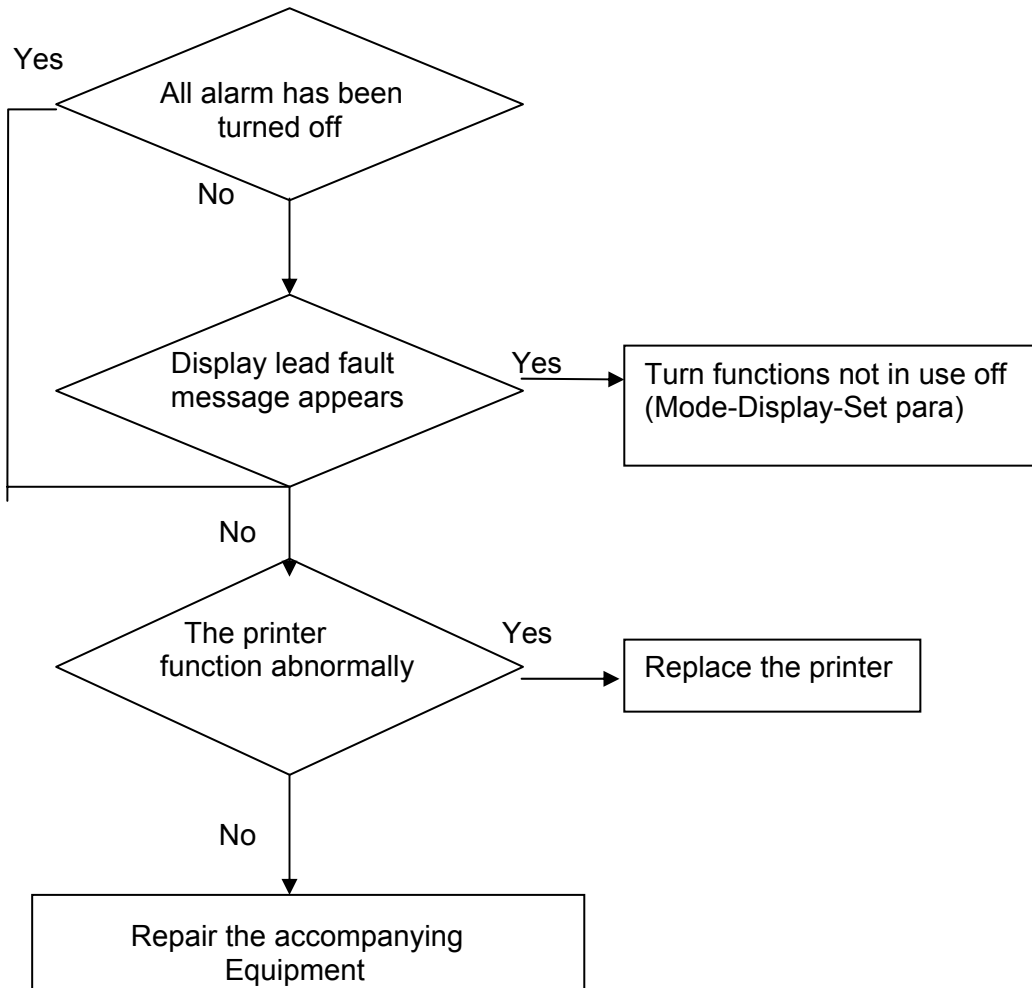 Yes
All alarm has been
turned off
No
Display lead fault
message appears
Yes
Turn functions not in use off
(Mode-Display-Set para)
No
The printer
function abnormally
Yes
Replace the printer
No
Repair the accompanying
Equipment